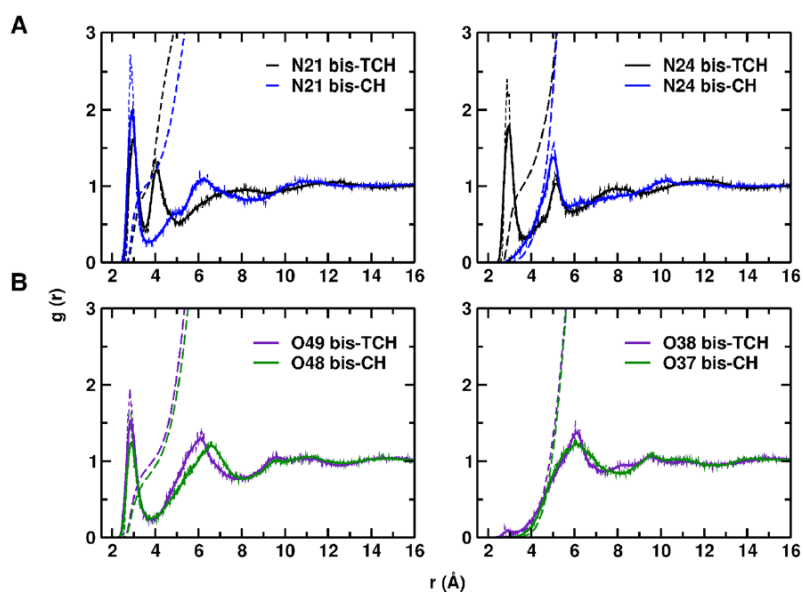 A
g (r)
3
2
1
0
N21 bis-TCH
N21 bis-CH
2 4 6 8 10 12 14 16
3
2
1
0
N24 bis-TCH
N24 bis-CH
2 4 6 8 10 12 14 16
B
3
2
1
0
O49 bis-TCH
O48 bis-CH
2 4 6 8 10 12 14 16
3
2
1
0
O38 bis-TCH
O37 bis-CH
2 4 6 8 10 12 14 16
r (Å)